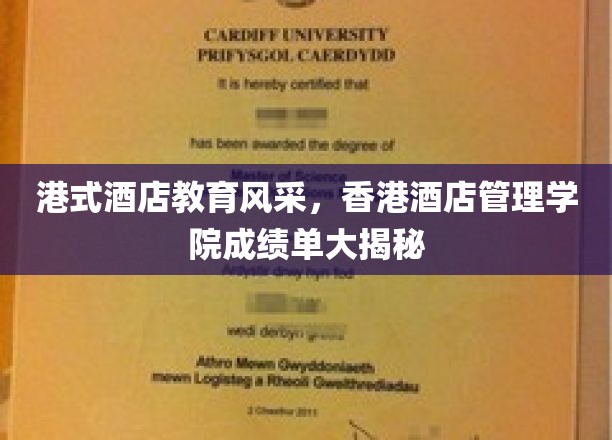 CARDIFF UNIVERSITY
PRIFYSGOL CAERDYDD
It is hereby certified that
has been awarded the degree of
Master of Science
港式酒店教育风采，香港酒店管理学
院成绩单大揭秘
wedi derbyn
Athro Mewn Gwyddoniaeth
mewn Logisteg a Rheoli Gweithrediadau
2011